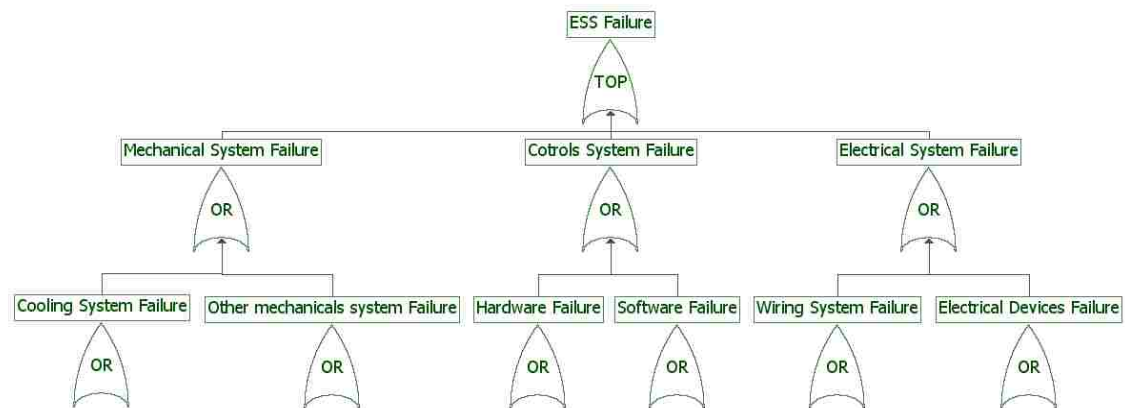 ESS Failure
TOP
Mechanical System Failure
Cotrols System Failure
Electrical System Failure
OR
OR
OR
Cooling System Failure
Other mechanicals system Failure
Hardware Failure
Software Failure
Wiring System Failure
Electrical Devices Failure
OR
OR
OR
OR
OR
OR